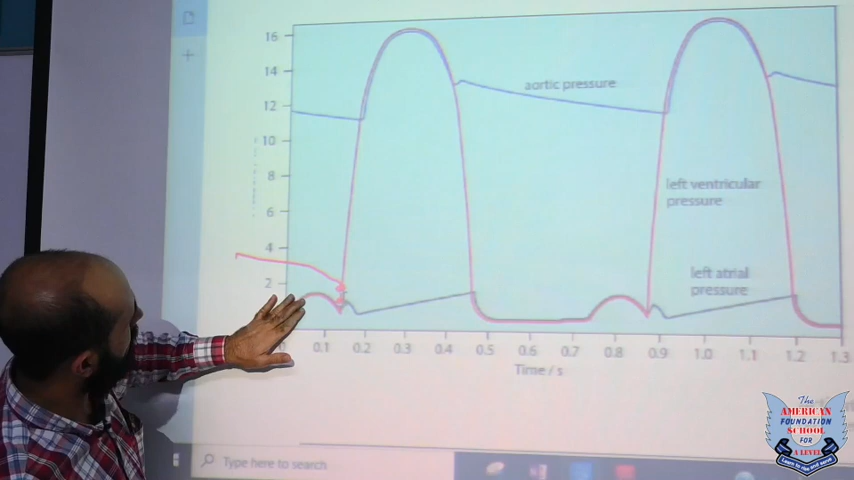 16
14
12
10
8
6
4
2
aortic pressure
left ventricular
pressure
left atrial
pressure
0.1 0.2 0.3 0.4 0.5 0.6 0.7 0.8 0.9 1.0 1.1 1.2 1.3
Time / s
Type here to search
The
AMERICAN
FOUNDATION
SCHOOL
FOR
A LEVEL